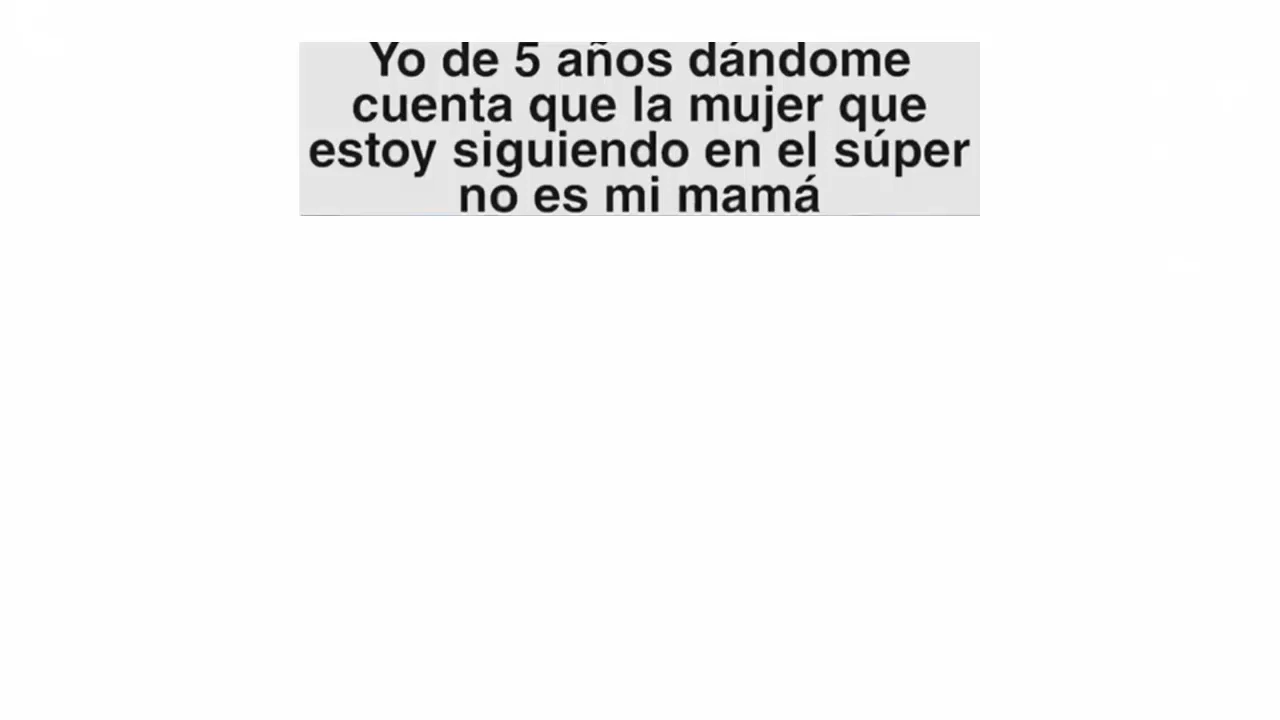 Yo de 5 años dándome
cuenta que la mujer que
estoy siguiendo en el súper
no es mi mamá